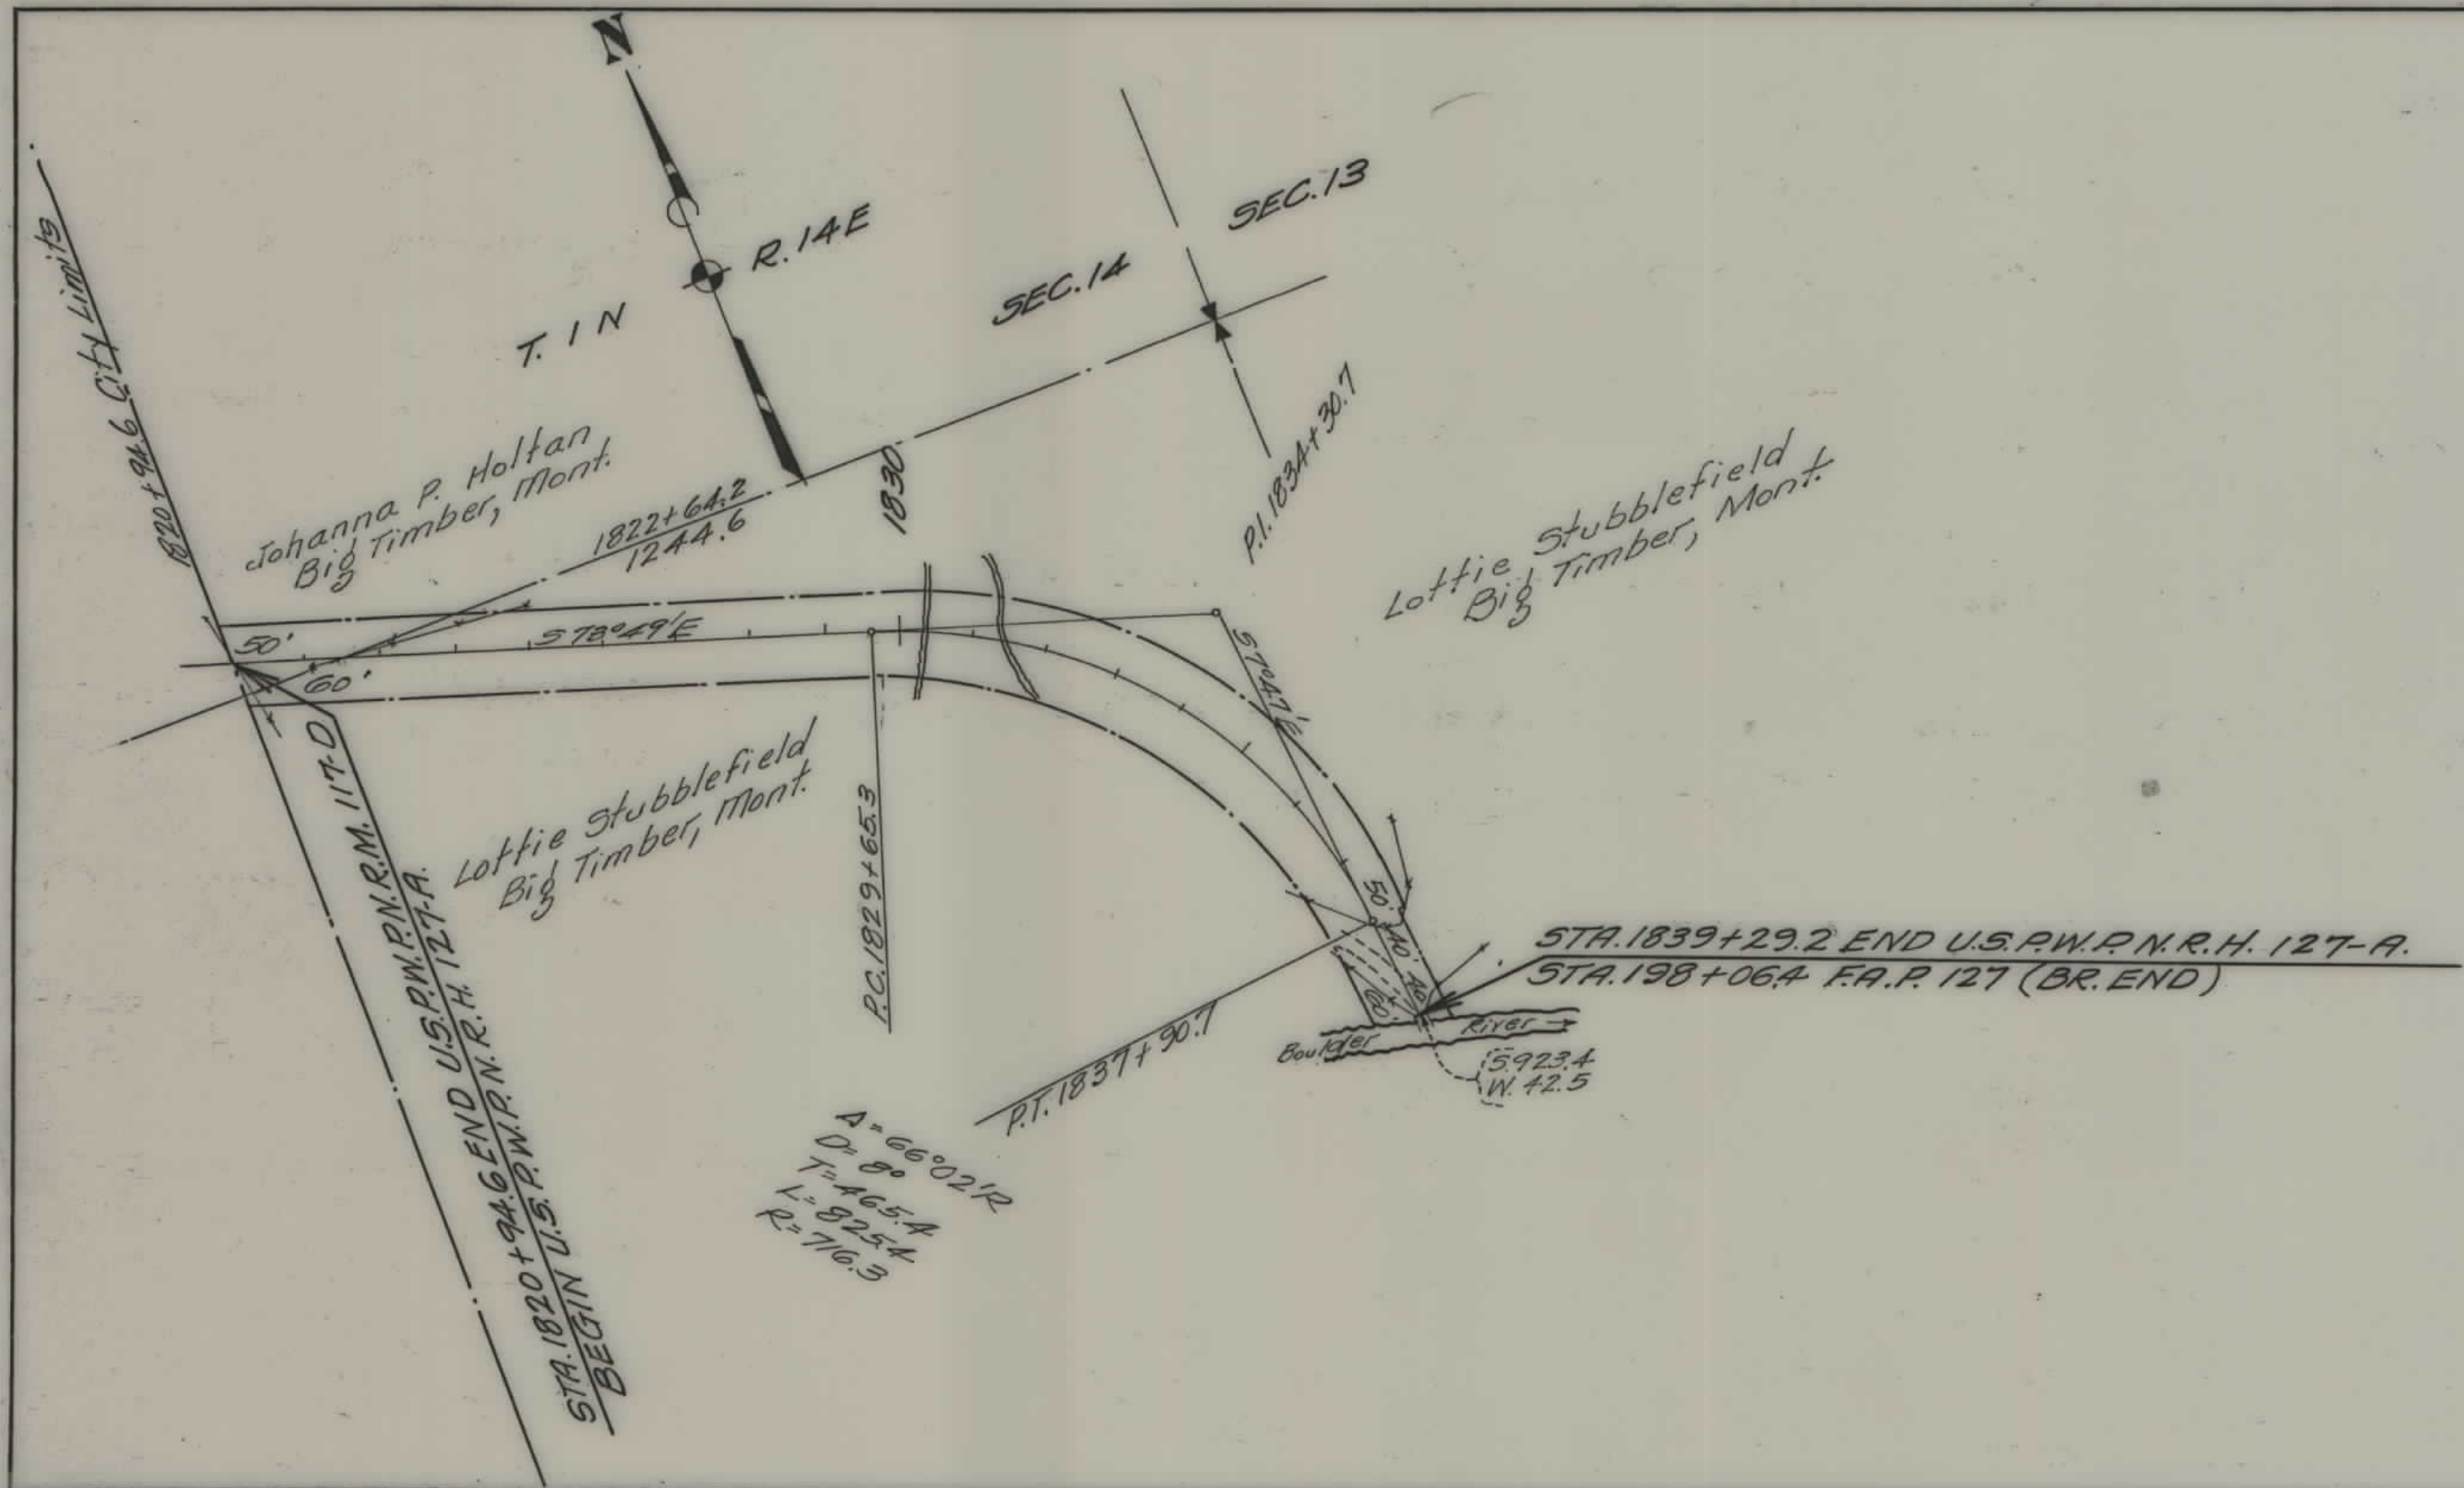 N
R. 14 E
T. 1 N
SEC. 13
SEC. 14
1820+94.6 City Limits
Johanna P. Holtan
Big Timber, Mont.
1822+64.2
1244.6
1830
P.I. 1834+30.7
Lottie Stubblefield
Big Timber, Mont.
50'
S 78°49'E
60'
S 7°47'E
Lottie Stubblefield
Big Timber, Mont.
P.C. 1829+65.3
50'
40'
40'
60'
STA. 1839+29.2 END U.S.P.W.P. N.R.H. 127-A.
STA. 198+06.4 F.A.P. 127 (BR. END)
Boulder River
S. 923.4
W. 42.5
P.T. 1837+90.7
Δ = 66°02'R
D = 8°
T = 465.4
L = 825.4
R = 716.3
STA. 1820+94.6 END U.S.P.W.P.N.R.M. 117-D
BEGIN U.S.P.W.P.N.R.H. 127-A.